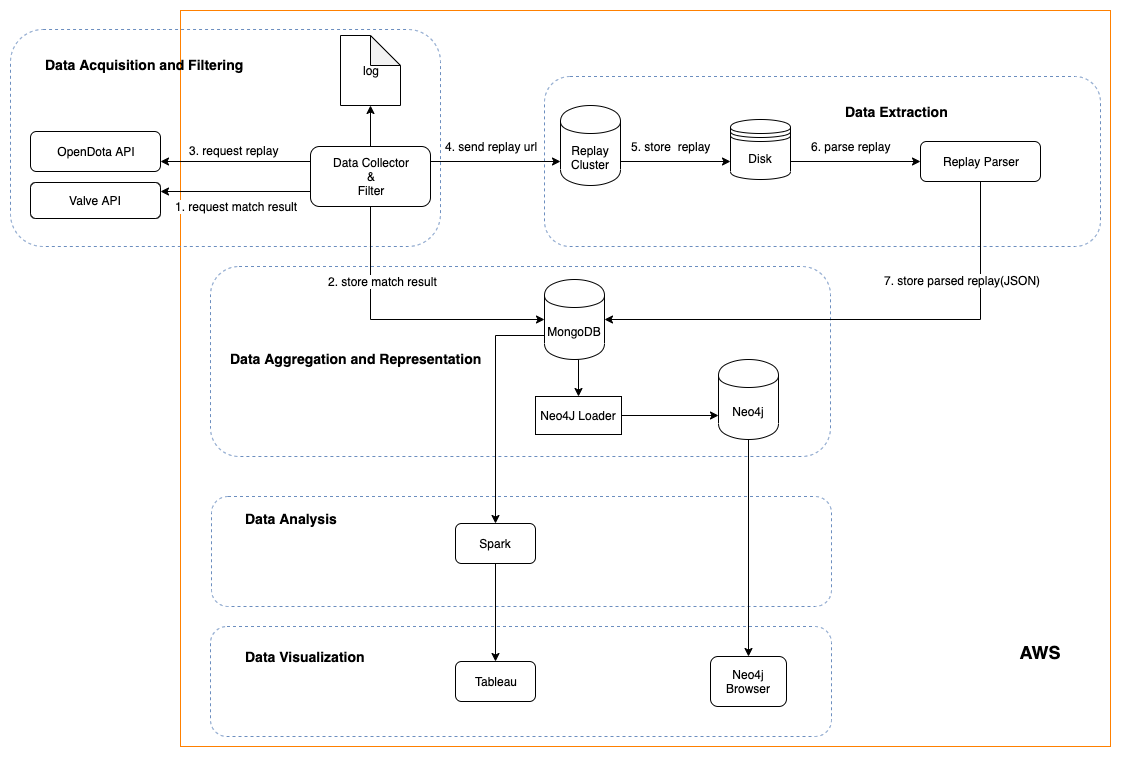 Data Acquisition and Filtering
log
Data Extraction
OpenDota API
3. request replay
Data Collector
&
Filter
4. send replay url
Replay
Cluster
5. store  replay
Disk
6. parse replay
Replay Parser
Valve API
1. request match result
2. store match result
7. store parsed replay(JSON)
MongoDB
Data Aggregation and Representation
Neo4J Loader
Neo4j
Data Analysis
Spark
Data Visualization
AWS
Tableau
Neo4j
Browser